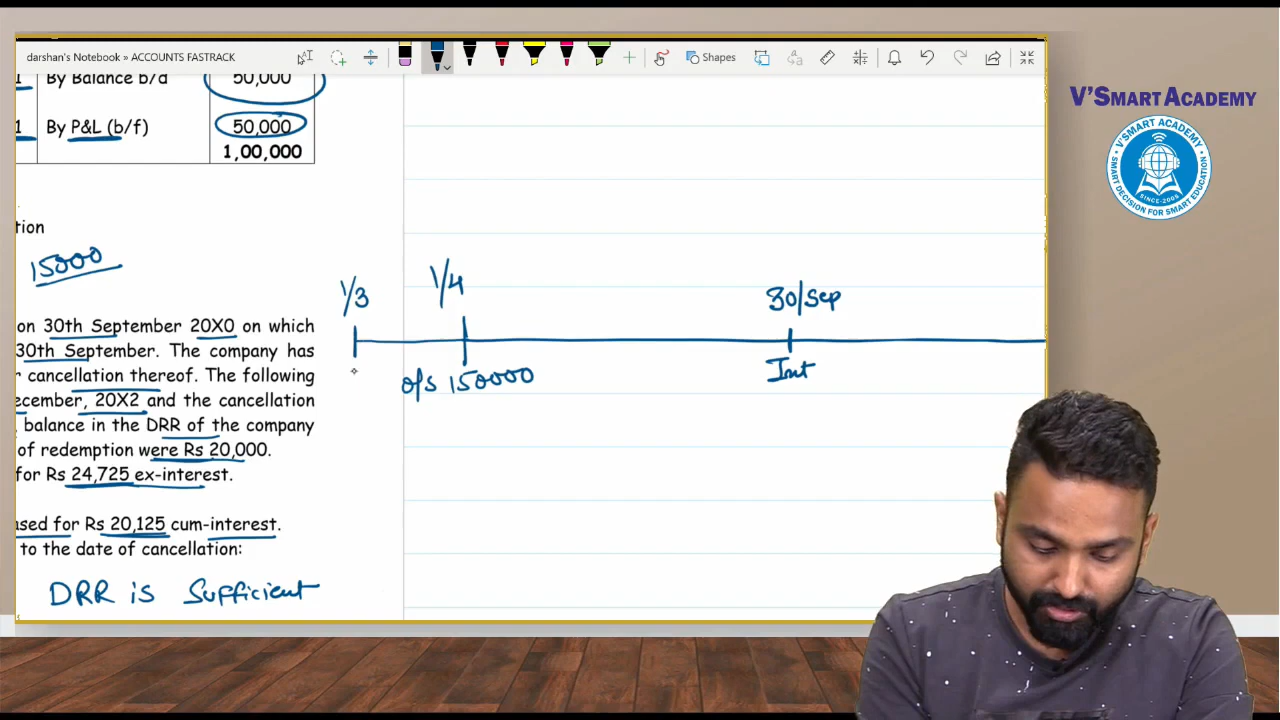 darshan's Notebook » ACCOUNTS FASTRACK
Shapes
V'SMART ACADEMY
V'SMART ACADEMY
SMART DECISION FOR SMART EDUCATION
SINCE-2005
1 By Balance b/d 50,000
1 By P&L (b/f) 50,000
1,00,000
tion
15000
1/3 1/4 30/Sep
o/s 150000 Int
on 30th September 20X0 on which
30th September. The company has
r cancellation thereof. The following
ecember, 20X2 and the cancellation
, balance in the DRR of the company
of redemption were Rs 20,000.
for Rs 24,725 ex-interest.
ased for Rs 20,125 cum-interest.
to the date of cancellation:
DRR is Sufficient